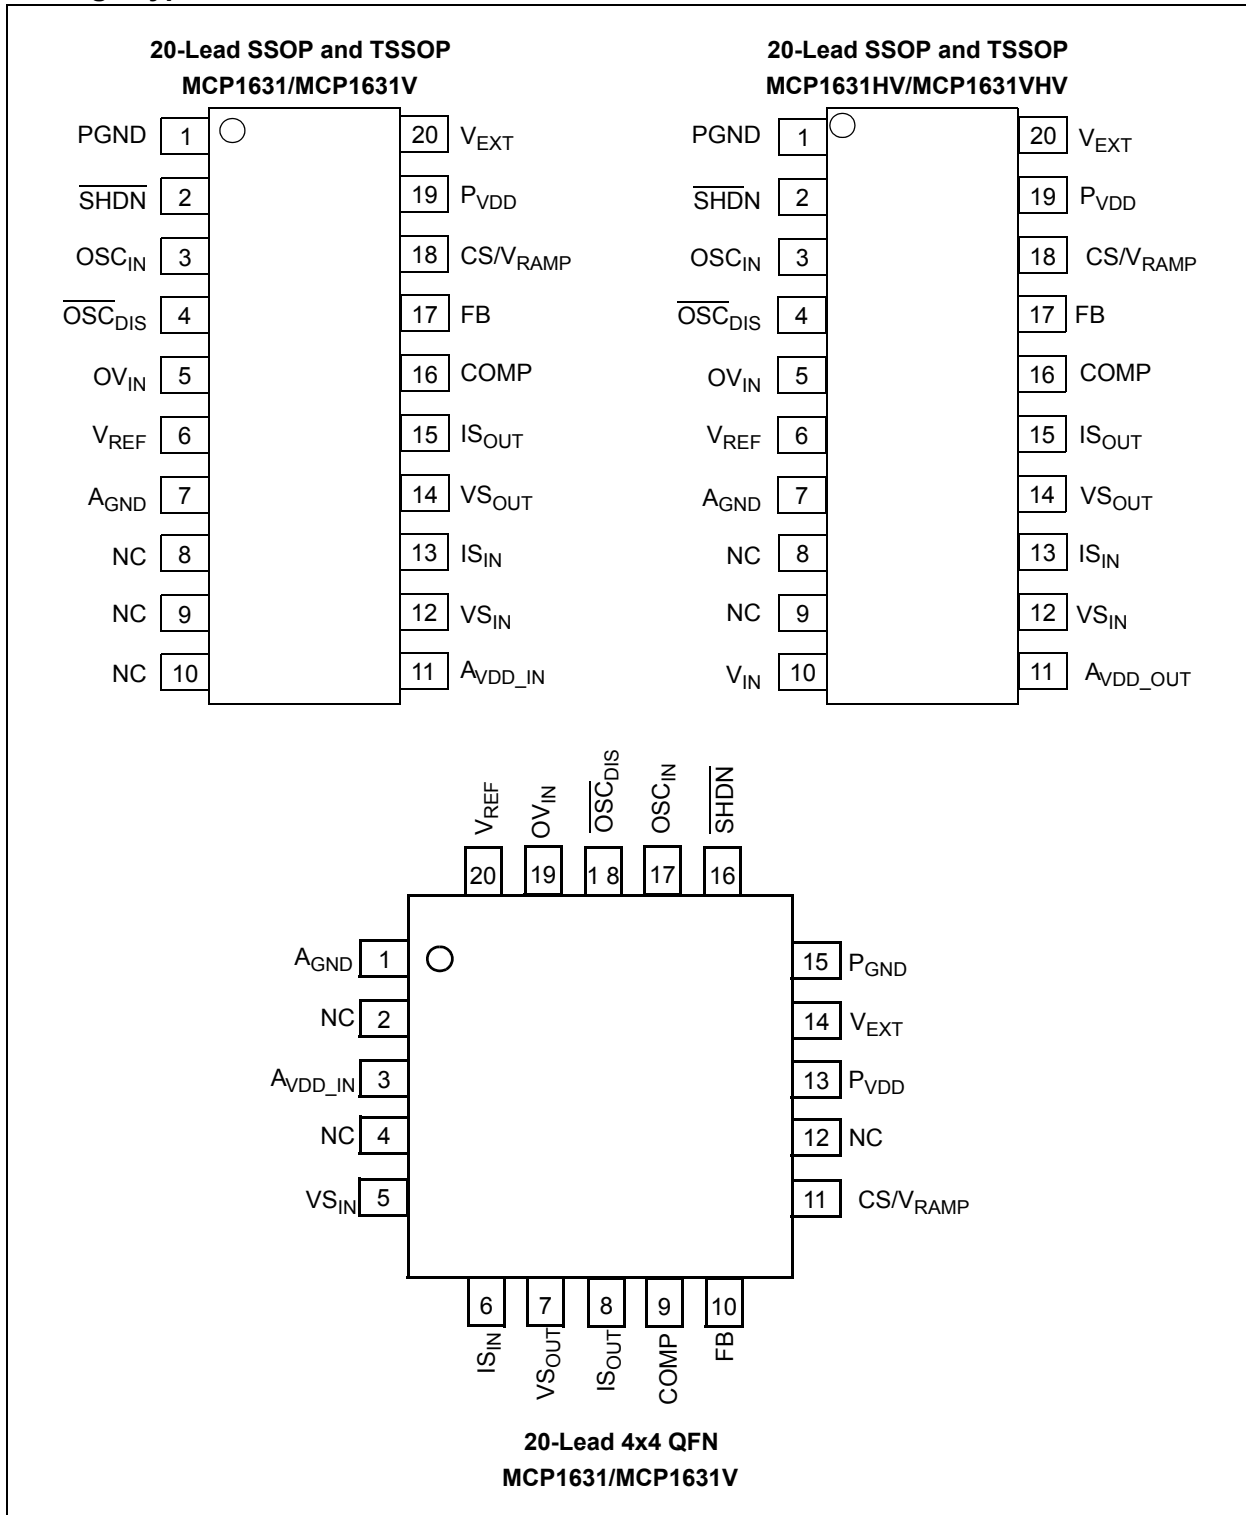 20-Lead SSOP and TSSOP
MCP1631/MCP1631V
PGND 1
SHDN 2
OSCIN 3
OSCDIS 4
OVIN 5
VREF 6
AGND 7
NC 8
NC 9
NC 10
20 VEXT
19 PVDD
18 CS/VRAMP
17 FB
16 COMP
15 ISOUT
14 VSOUT
13 ISIN
12 VSIN
11 AVDD_IN
20-Lead SSOP and TSSOP
MCP1631HV/MCP1631VHV
PGND 1
SHDN 2
OSCIN 3
OSCDIS 4
OVIN 5
VREF 6
AGND 7
NC 8
NC 9
VIN 10
20 VEXT
19 PVDD
18 CS/VRAMP
17 FB
16 COMP
15 ISOUT
14 VSOUT
13 ISIN
12 VSIN
11 AVDD_OUT
VREF OVIN OSCDIS OSCIN SHDN
20 19 1 8 17 16
AGND 1
NC 2
AVDD_IN 3
NC 4
VSIN 5
15 PGND
14 VEXT
13 PVDD
12 NC
11 CS/VRAMP
6 7 8 9 10
ISIN VSOUT ISOUT COMP FB
20-Lead 4x4 QFN
MCP1631/MCP1631V